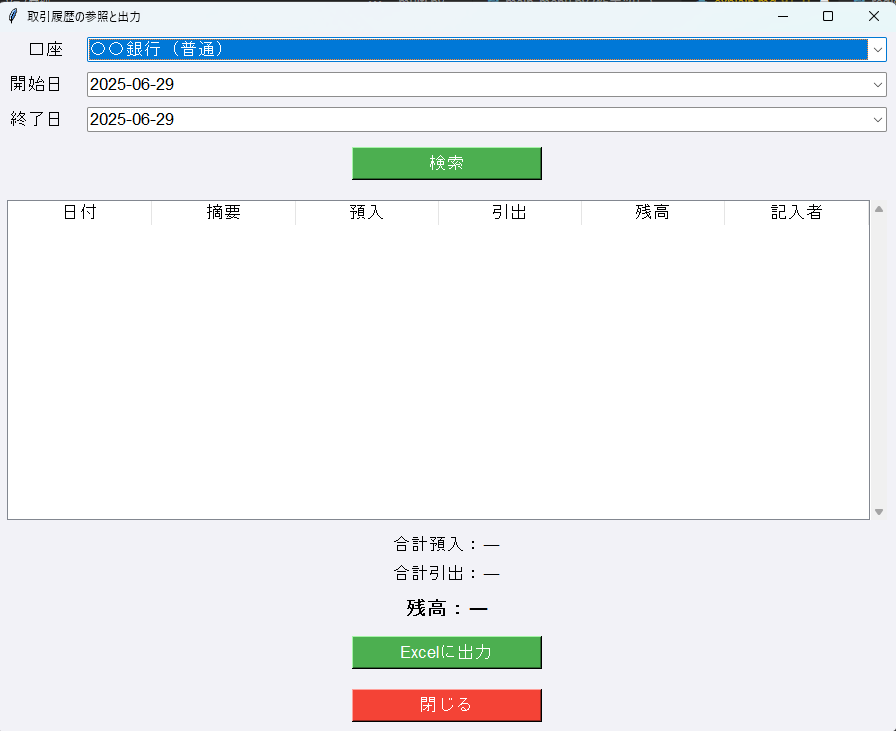 取引履歴の参照と出力
口座 〇〇銀行（普通）
開始日 2025-06-29
終了日 2025-06-29
検索
日付 摘要 預入 引出 残高 記入者
合計預入：―
合計引出：―
残高：―
Excelに出力
閉じる